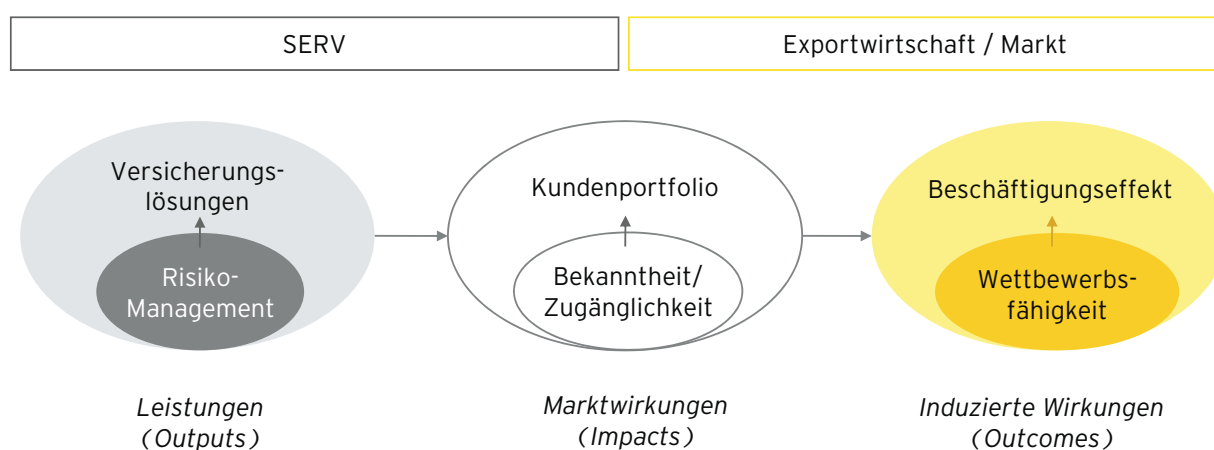 SERV
Exportwirtschaft / Markt
Versicherungs-
lösungen
Risiko-
Management
Kundenportfolio
Bekanntheit/
Zugänglichkeit
Beschäftigungseffekt
Wettbewerbs-
fähigkeit
Leistungen
(Outputs)
Marktwirkungen
(Impacts)
Induzierte Wirkungen
(Outcomes)